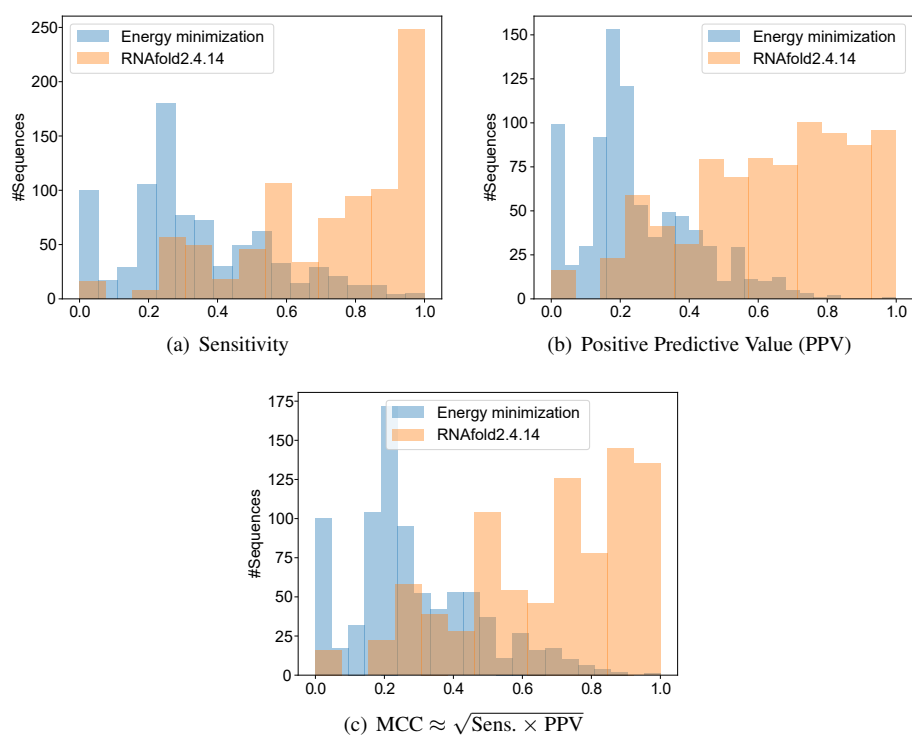 250
200
150
100
50
0
#Sequences
Energy minimization
RNAfold2.4.14
0.0 0.2 0.4 0.6 0.8 1.0
(a) Sensitivity
150
125
100
75
50
25
0
#Sequences
Energy minimization
RNAfold2.4.14
0.0 0.2 0.4 0.6 0.8 1.0
(b) Positive Predictive Value (PPV)
175
150
125
100
75
50
25
0
#Sequences
Energy minimization
RNAfold2.4.14
0.0 0.2 0.4 0.6 0.8 1.0
(c) MCC ≈ √Sens. × PPV